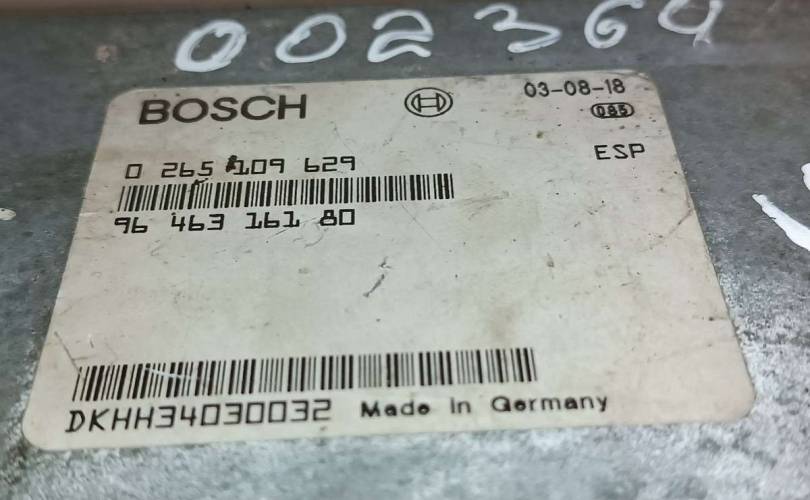 002364
BOSCH
03-08-18
085
ESP
0 265 109 629
96 463 161 80
DKHH34030032 Made in Germany